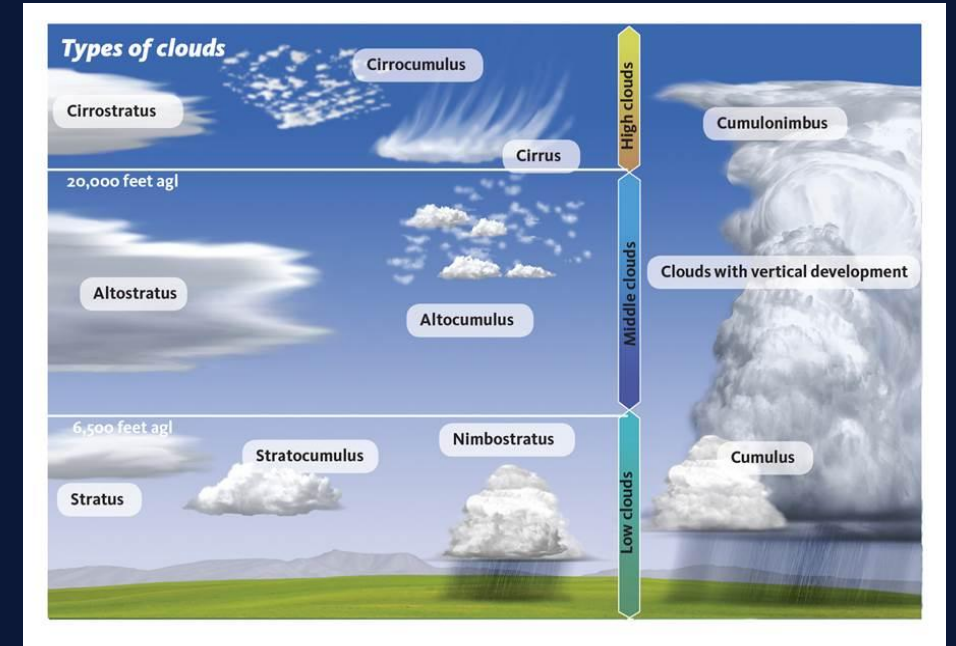 Types of clouds
Cirrocumulus
Cirrostratus
Cirrus
High clouds
Cumulonimbus
20,000 feet agl
Altostratus
Altocumulus
Middle clouds
Clouds with vertical development
6,500 feet agl
Stratus
Stratocumulus
Nimbostratus
Low clouds
Cumulus